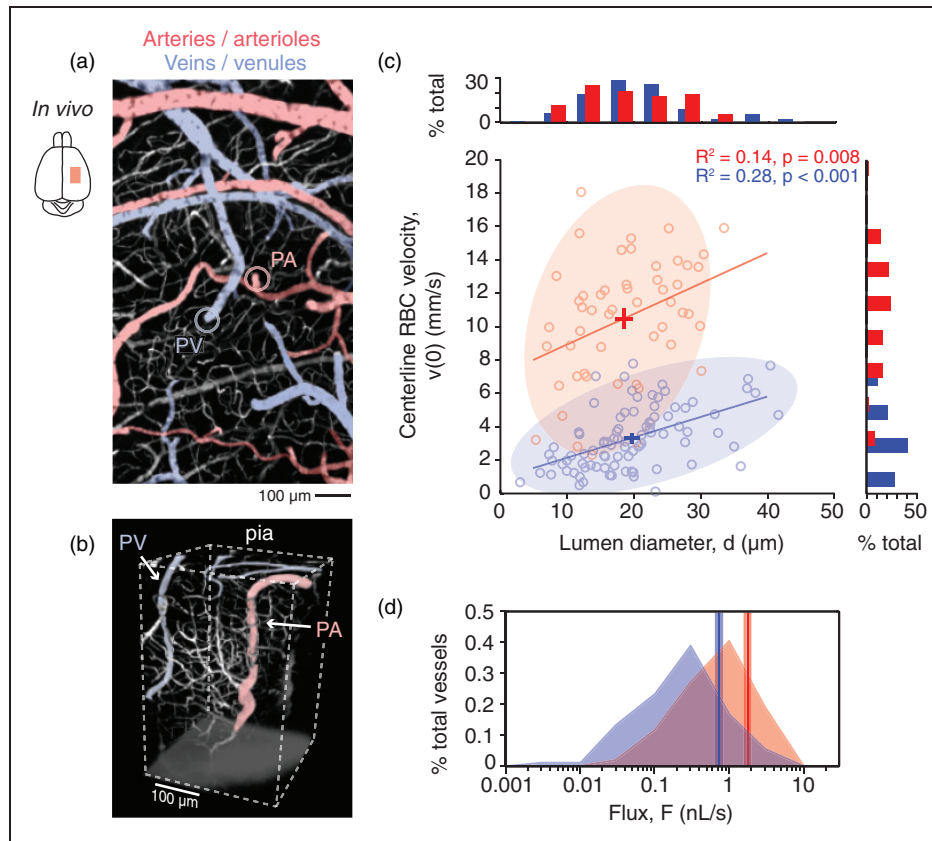 Arteries / arterioles
Veins / venules
(a)
In vivo
PA
PV
100 µm
(b)
PV
pia
PA
100 µm
(c)
% total
30
0
R² = 0.14, p = 0.008
R² = 0.28, p < 0.001
Centerline RBC velocity,
v(0) (mm/s)
20
18
16
14
12
10
8
6
4
2
0
0 10 20 30 40 50
Lumen diameter, d (µm)
0 50
% total
(d)
% total vessels
0.5
0.4
0.3
0.2
0.1
0
0.001 0.01 0.1 1 10
Flux, F (nL/s)